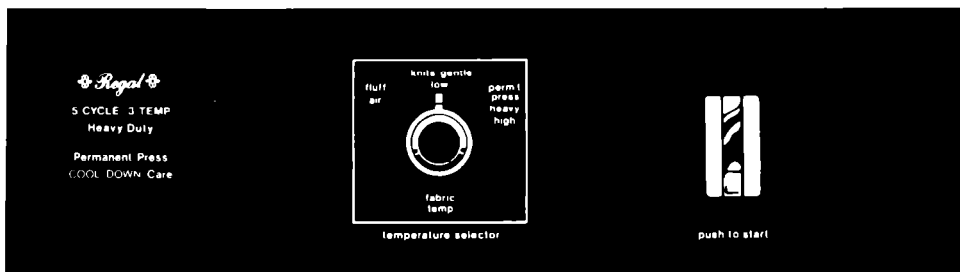 Regal
5 CYCLE 3 TEMP
Heavy Duty
Permanent Press
COOL DOWN Care
knits gentle
low
fluff
air
perm't
press
heavy
high
fabric
temp
temperature selector
push to start